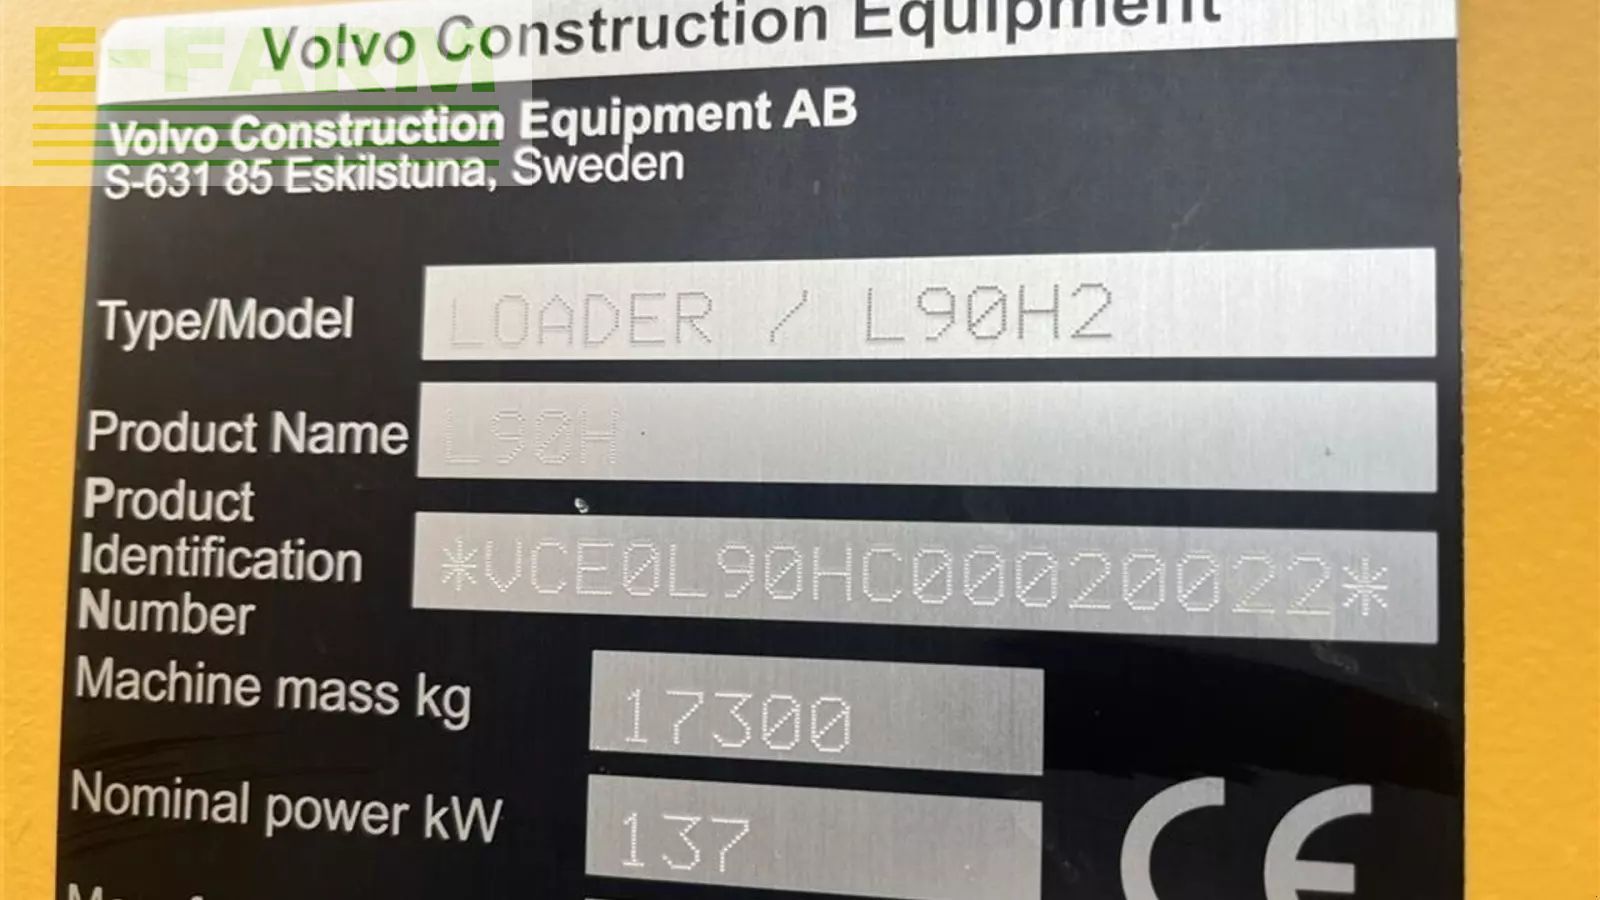 E-FARM
Volvo Construction Equipment
Volvo Construction Equipment AB
S-631 85 Eskilstuna, Sweden
Type/Model LOADER / L90H2
Product Name L90H
Product
Identification *VCE0L90HC00020022*
Number
Machine mass kg 17300
Nominal power kW 137
CE